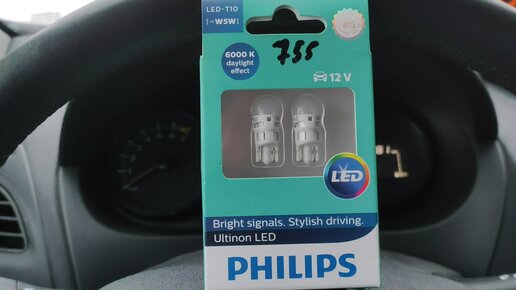 LED-T10
[~W5W]
6000 K
daylight
effect
755
12 V
LED
Bright signals. Stylish driving.
Ultinon LED
PHILIPS